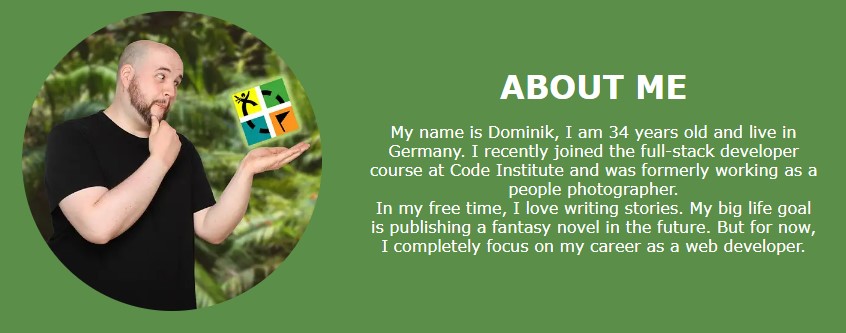 ABOUT ME
My name is Dominik, I am 34 years old and live in
Germany. I recently joined the full-stack developer
course at Code Institute and was formerly working as a
people photographer.
In my free time, I love writing stories. My big life goal
is publishing a fantasy novel in the future. But for now,
I completely focus on my career as a web developer.